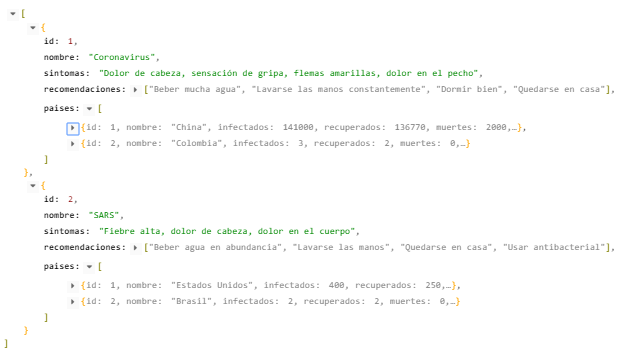 [
{
id: 1,
nombre: "Coronavirus",
sintomas: "Dolor de cabeza, sensación de gripa, flemas amarillas, dolor en el pecho",
recomendaciones: ["Beber mucha agua", "Lavarse las manos constantemente", "Dormir bien", "Quedarse en casa"],
paises: [
{id: 1, nombre: "China", infectados: 141000, recuperados: 136770, muertes: 2000,…},
{id: 2, nombre: "Colombia", infectados: 3, recuperados: 2, muertes: 0,…}
]
},
{
id: 2,
nombre: "SARS",
sintomas: "Fiebre alta, dolor de cabeza, dolor en el cuerpo",
recomendaciones: ["Beber agua en abundancia", "Lavarse las manos", "Quedarse en casa", "Usar antibacterial"],
paises: [
{id: 1, nombre: "Estados Unidos", infectados: 400, recuperados: 250,…},
{id: 2, nombre: "Brasil", infectados: 2, recuperados: 2, muertes: 0,…}
]
}
]